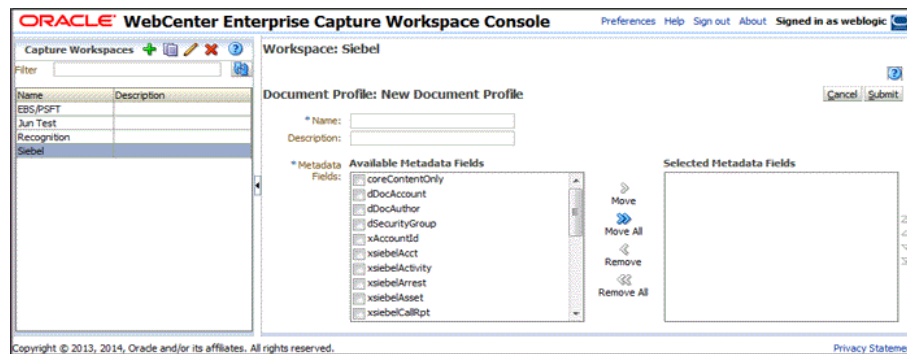 ORACLE WebCenter Enterprise Capture Workspace Console
Preferences Help Sign out About Signed in as weblogic
Capture Workspaces
Filter
Name Description
EBS/PSFT
Jun Test
Recognition
Siebel
Workspace: Siebel
Document Profile: New Document Profile
Cancel Submit
* Name:
Description:
* Metadata Fields:
Available Metadata Fields
coreContentOnly
dDocAccount
dDocAuthor
dSecurityGroup
xAccountId
xsiebelAcct
xsiebelActivity
xsiebelArrest
xsiebelAsset
xsiebelCallRpt
Move
Move All
Remove
Remove All
Selected Metadata Fields
Copyright © 2013, 2014, Oracle and/or its affiliates. All rights reserved.
Privacy Stateme